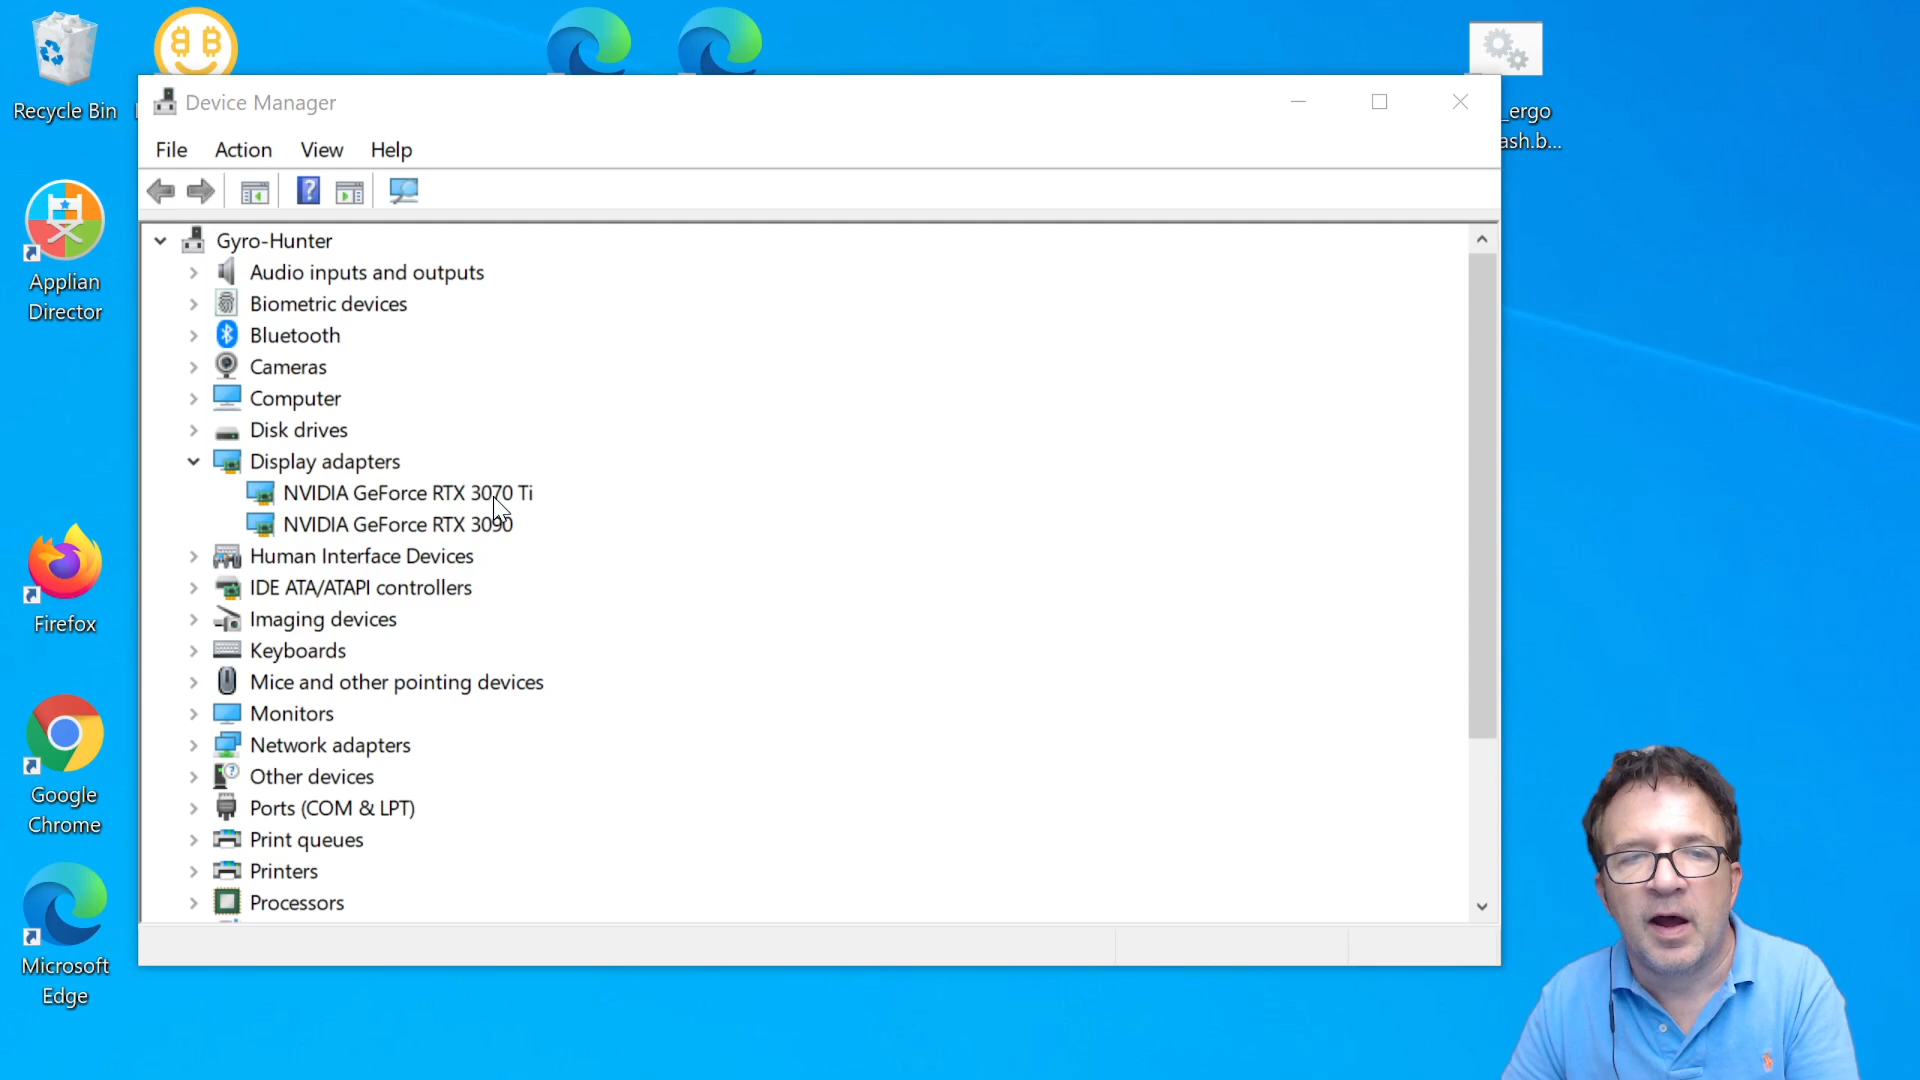 Recycle Bin
Device Manager
File Action View Help
_ergo
ash.b...
Gyro-Hunter
Audio inputs and outputs
Biometric devices
Bluetooth
Cameras
Computer
Disk drives
Display adapters
NVIDIA GeForce RTX 3070 Ti
NVIDIA GeForce RTX 3090
Human Interface Devices
IDE ATA/ATAPI controllers
Imaging devices
Keyboards
Mice and other pointing devices
Monitors
Network adapters
Other devices
Ports (COM & LPT)
Print queues
Printers
Processors
Applian
Director
Firefox
Google
Chrome
Microsoft
Edge